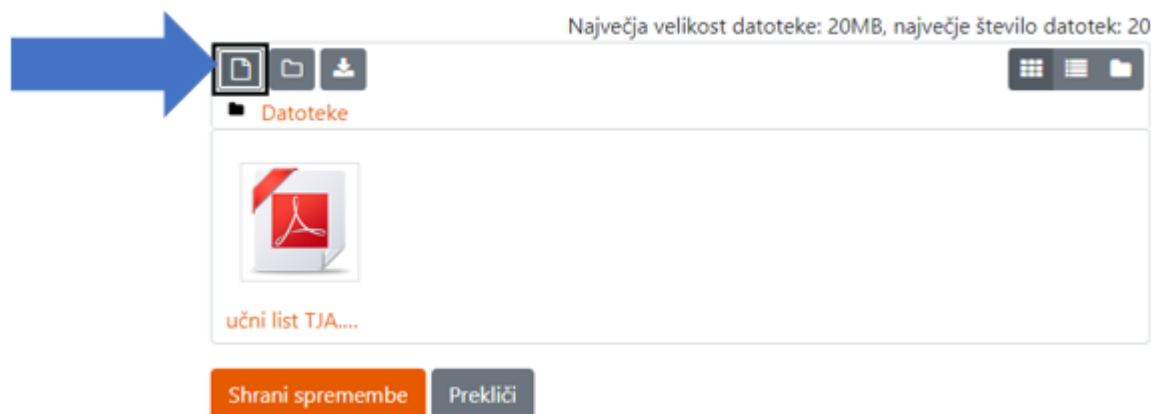 Največja velikost datoteke: 20MB, največje število datotek: 20
Datoteke
učni list TJA....
Shrani spremembe Prekliči